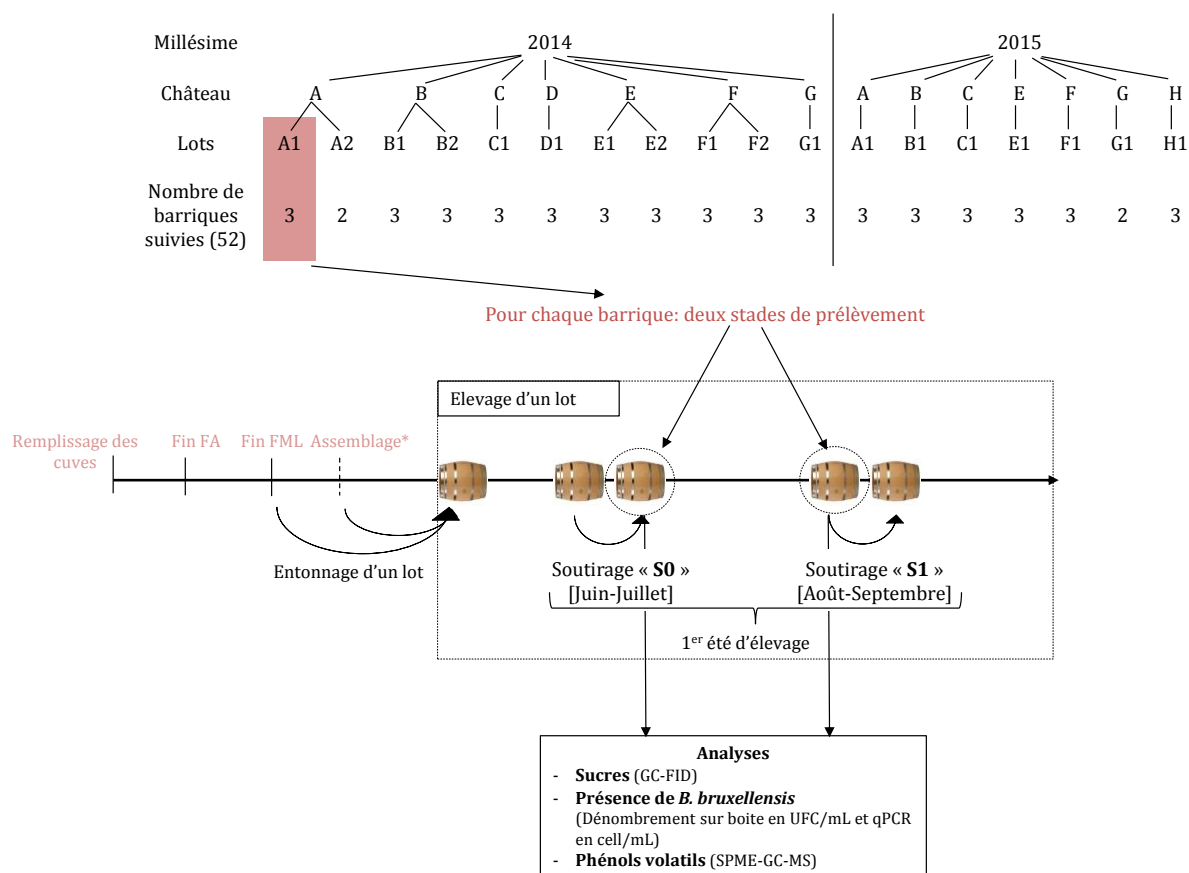 Millésime 2014 2015
Château A B C D E F G A B C E F G H
Lots A1 A2 B1 B2 C1 D1 E1 E2 F1 F2 G1 A1 B1 C1 E1 F1 G1 H1
Nombre de
barriques
suivies (52)
3 2 3 3 3 3 3 3 3 3 3 3 3 3 3 3 2 3
Pour chaque barrique: deux stades de prélèvement
Elevage d’un lot
Remplissage des
cuves
Fin FA
Fin FML
Assemblage*
Entonnage d’un lot
Soutirage « S0 »
[Juin-Juillet]
Soutirage « S1 »
[Août-Septembre]
1er été d’élevage
Analyses
- Sucres (GC-FID)
- Présence de B. bruxellensis
(Dénombrement sur boite en UFC/mL et qPCR
en cell/mL)
- Phénols volatils (SPME-GC-MS)